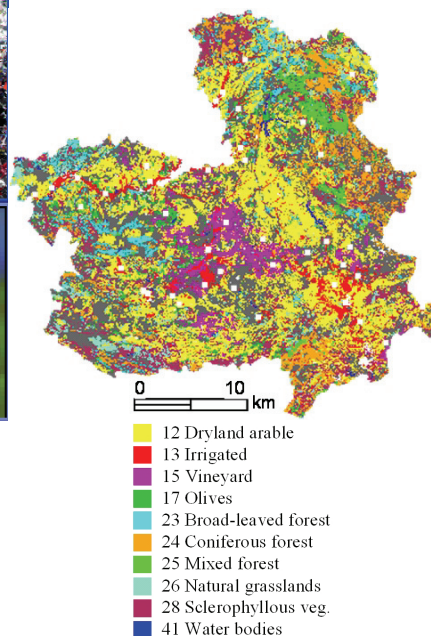 0 10
km
12 Dryland arable
13 Irrigated
15 Vineyard
17 Olives
23 Broad-leaved forest
24 Coniferous forest
25 Mixed forest
26 Natural grasslands
28 Sclerophyllous veg.
41 Water bodies